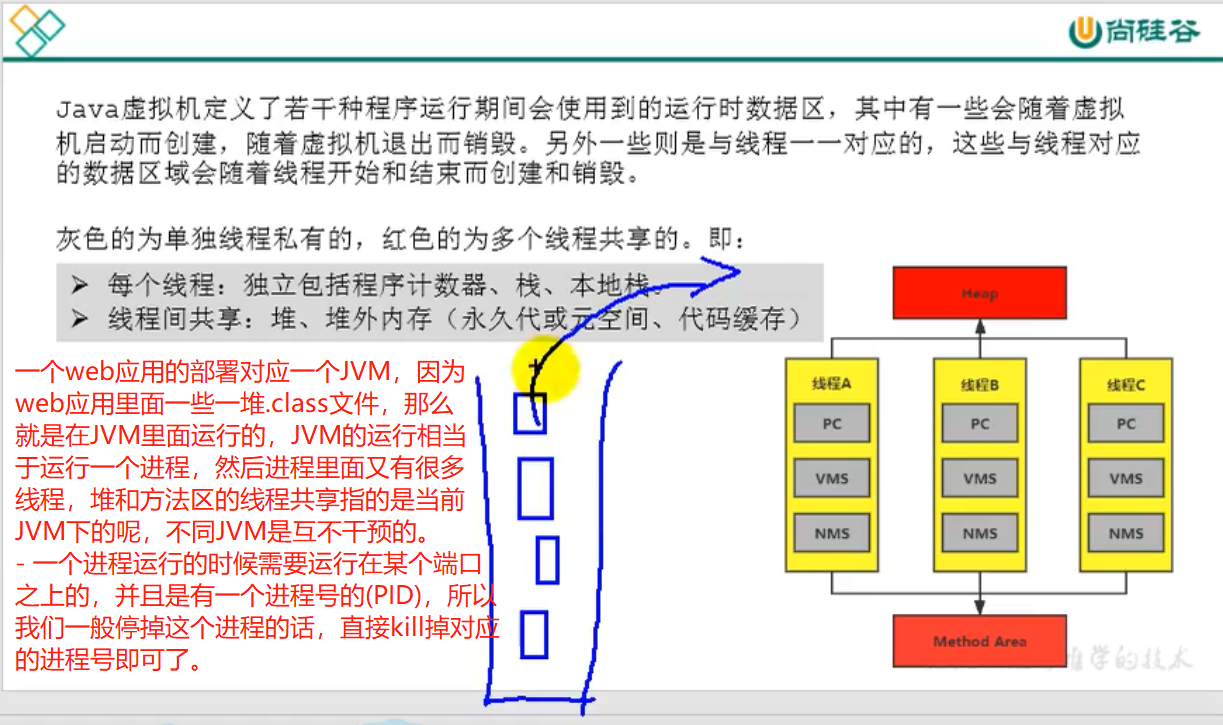 尚硅谷
Java虚拟机定义了若干种程序运行期间会使用到的运行时数据区，其中有一些会随着虚拟
机启动而创建，随着虚拟机退出而销毁。另外一些则是与线程一一对应的，这些与线程对应
的数据区域会随着线程开始和结束而创建和销毁。
灰色的为单独线程私有的，红色的为多个线程共享的。即：
➢ 每个线程：独立包括程序计数器、栈、本地栈。
➢ 线程间共享：堆、堆外内存（永久代或元空间、代码缓存）
一个web应用的部署对应一个JVM，因为
web应用里面一些一堆.class文件，那么
就是在JVM里面运行的，JVM的运行相当
于运行一个进程，然后进程里面又有很多
线程，堆和方法区的线程共享指的是当前
JVM下的呢，不同JVM是互不干预的。
- 一个进程运行的时候需要运行在某个端口
之上的，并且是有一个进程号的(PID)，所以
我们一般停掉这个进程的话，直接kill掉对应
的进程号即可了。
Heap
线程A
线程B
线程C
PC
PC
PC
VMS
VMS
VMS
NMS
NMS
NMS
Method Area
学的技术